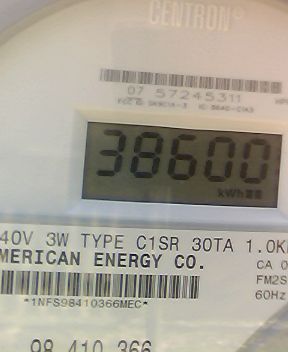 CENTRON®
07 57245311
38600
kWh
40V 3W TYPE C1SR 30TA 1.0K
MERICAN ENERGY CO.
CA 0
FM2S
*1NFS98410366MEC*
60Hz
98 410 366